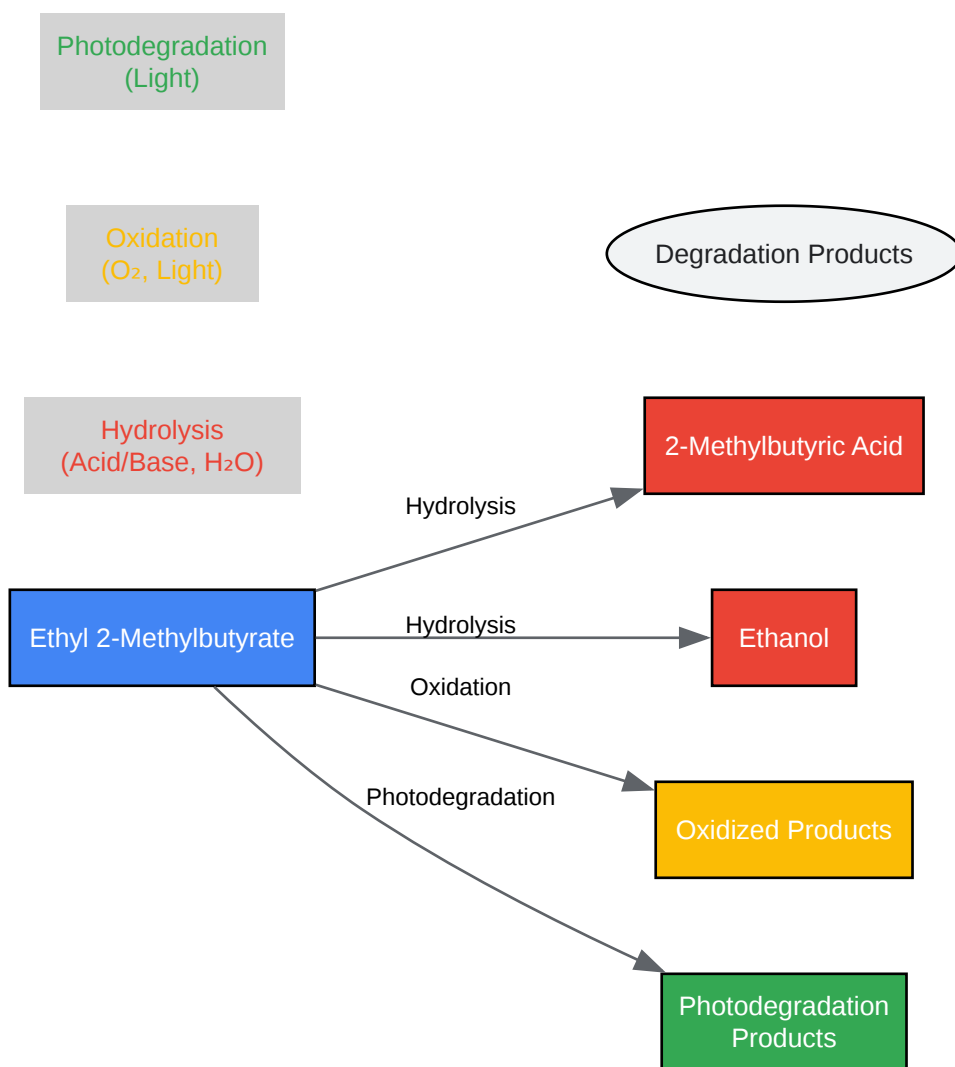 Photodegradation
(Light)
Oxidation
(O₂, Light)
Degradation Products
Hydrolysis
(Acid/Base, H₂O)
2-Methylbutyric Acid
Hydrolysis
Ethyl 2-Methylbutyrate
Hydrolysis
Ethanol
Oxidation
Photodegradation
Oxidized Products
Photodegradation
Products